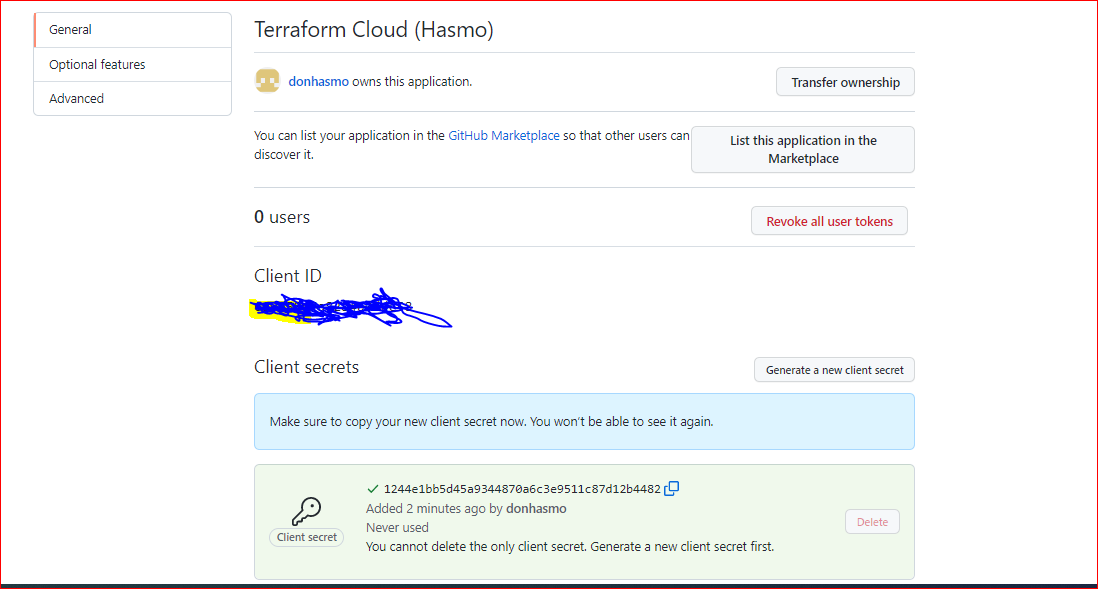 General
Optional features
Advanced
Terraform Cloud (Hasmo)
donhasmo owns this application.
Transfer ownership
You can list your application in the GitHub Marketplace so that other users can
discover it.
List this application in the
Marketplace
0 users
Revoke all user tokens
Client ID
Client secrets
Generate a new client secret
Make sure to copy your new client secret now. You won't be able to see it again.
1244e1bb5d45a9344870a6c3e9511c87d12b4482
Added 2 minutes ago by donhasmo
Never used
You cannot delete the only client secret. Generate a new client secret first.
Client secret
Delete